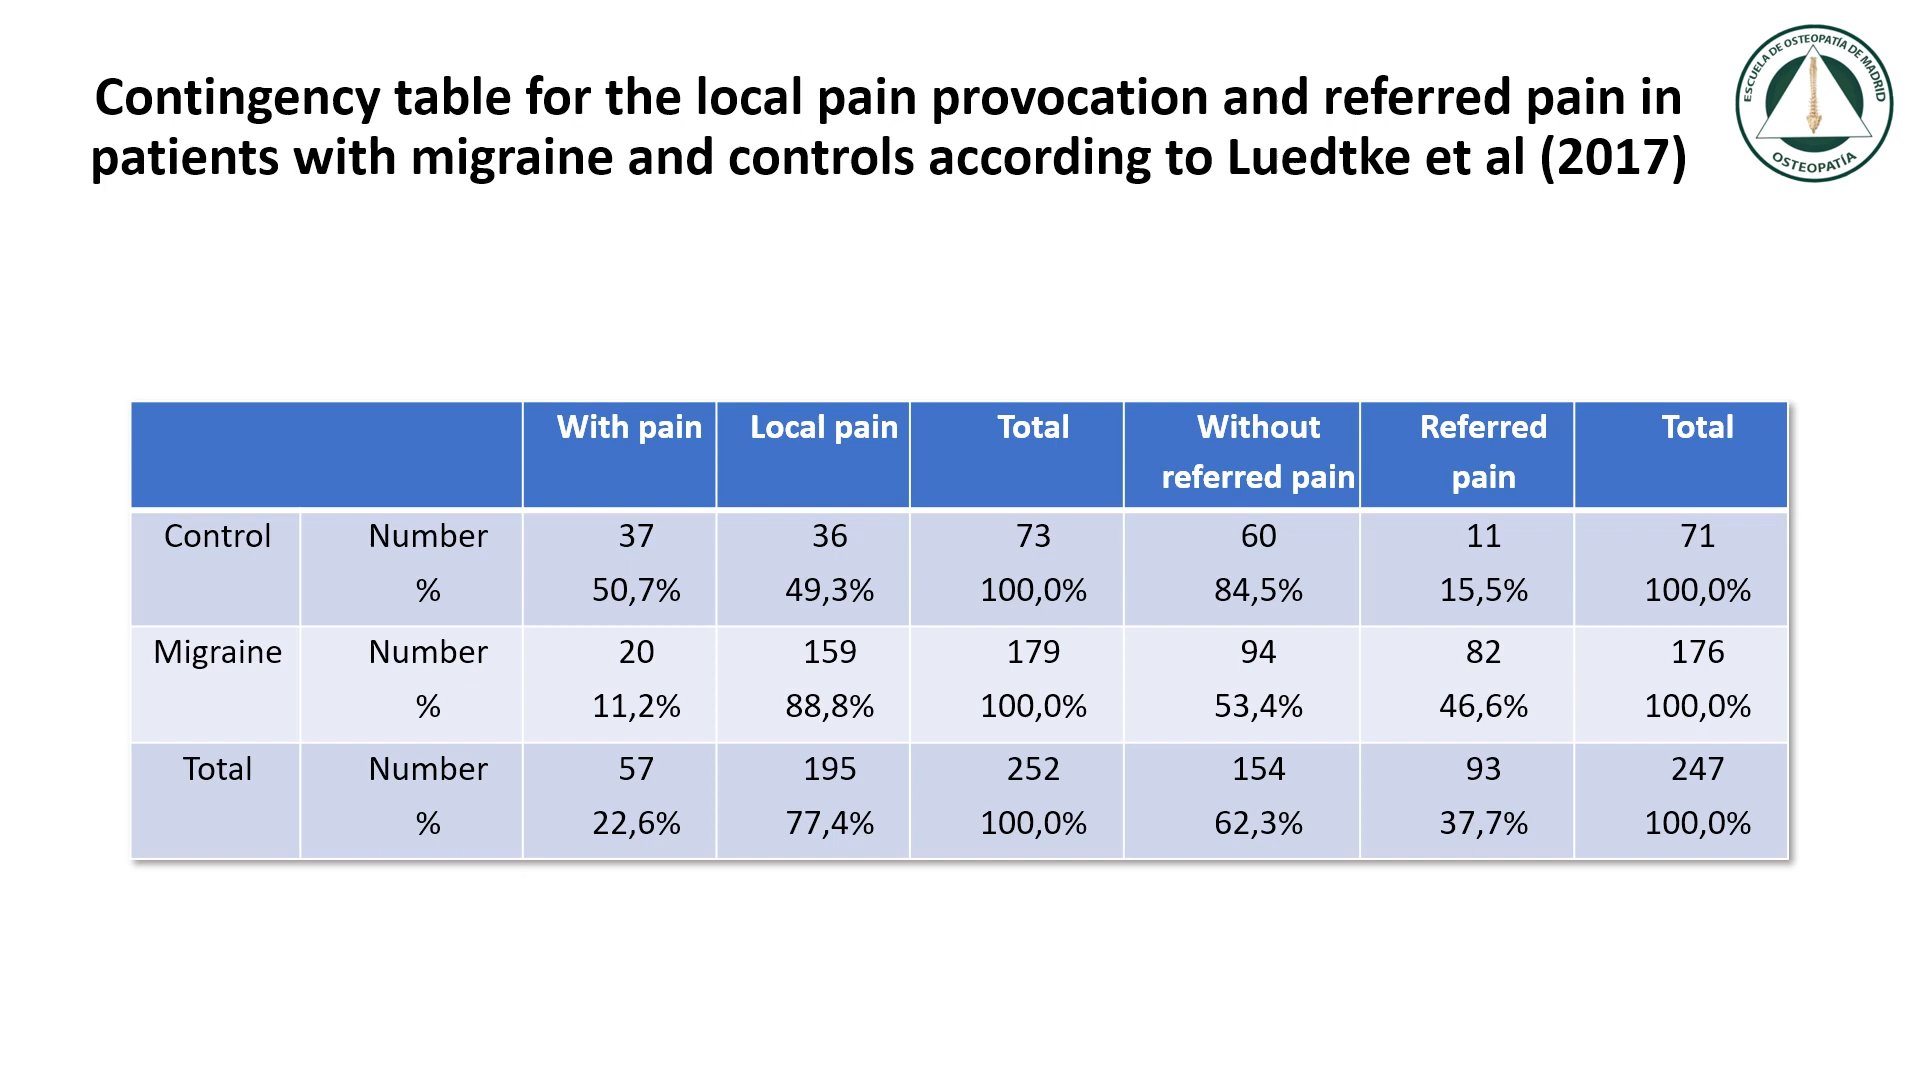 Contingency table for the local pain provocation and referred pain in
patients with migraine and controls according to Luedtke et al (2017)
ESCUELA DE OSTEOPATÍA DE MADRID
OSTEOPATÍA
With pain Local pain Total Without referred pain Referred pain Total
Control Number 37 36 73 60 11 71
% 50,7% 49,3% 100,0% 84,5% 15,5% 100,0%
Migraine Number 20 159 179 94 82 176
% 11,2% 88,8% 100,0% 53,4% 46,6% 100,0%
Total Number 57 195 252 154 93 247
% 22,6% 77,4% 100,0% 62,3% 37,7% 100,0%